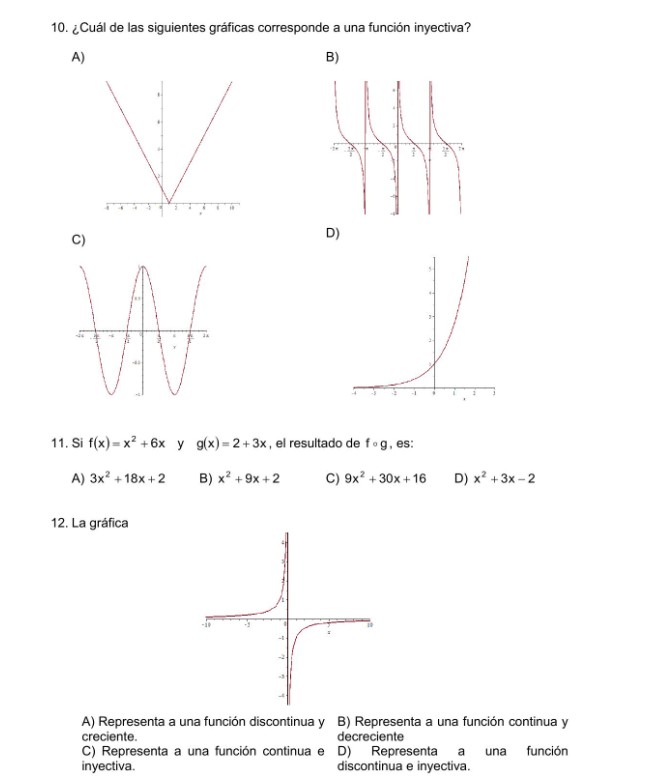 10. ¿Cuál de las siguientes gráficas corresponde a una función inyectiva?
A)
B)
C)
D)
11. Si f(x) = x² + 6x y g(x) = 2 + 3x, el resultado de f ∘ g, es:
A) 3x² + 18x + 2 B) x² + 9x + 2 C) 9x² + 30x + 16 D) x² + 3x − 2
12. La gráfica
A) Representa a una función discontinua y creciente.
B) Representa a una función continua y decreciente
C) Representa a una función continua e inyectiva.
D) Representa a una función discontinua e inyectiva.